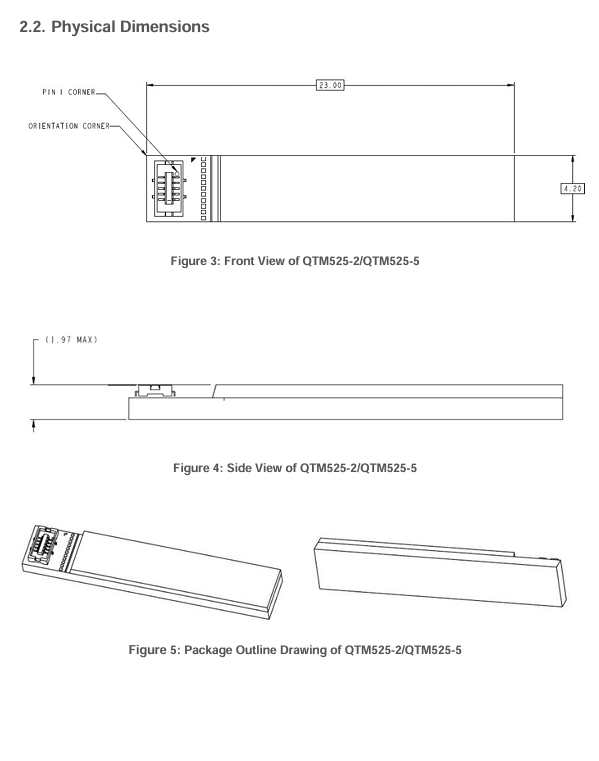 2.2. Physical Dimensions
23.00
PIN 1 CORNER
ORIENTATION CORNER
4.20
Figure 3: Front View of QTM525-2/QTM525-5
(1.97 MAX)
Figure 4: Side View of QTM525-2/QTM525-5
Figure 5: Package Outline Drawing of QTM525-2/QTM525-5